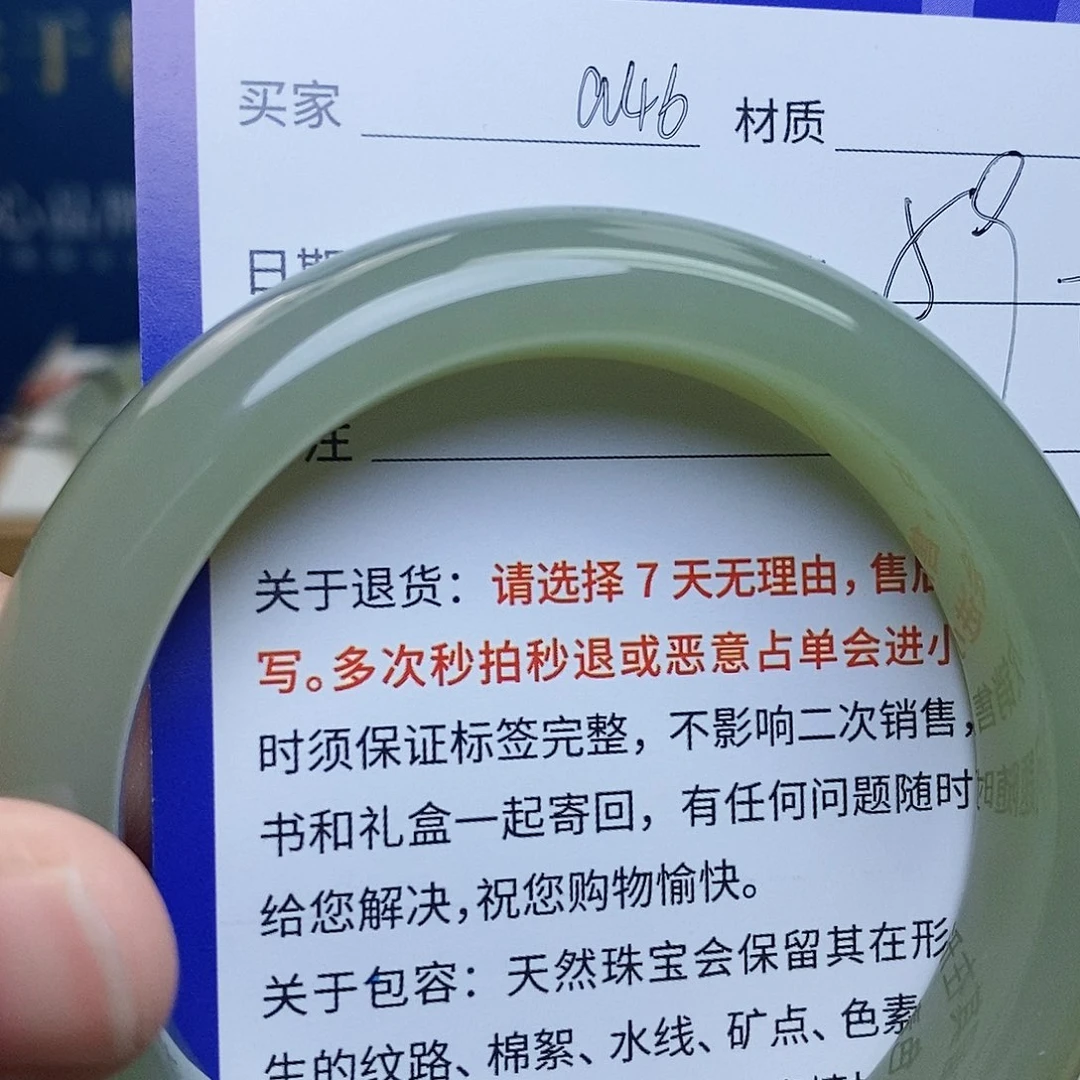 买家 a46 材质
日期
注
关于退货：请选择 7 天无理由，售后
写。多次秒拍秒退或恶意占单会进小
时须保证标签完整，不影响二次销售，
书和礼盒一起寄回，有任何问题随时
给您解决，祝您购物愉快。
关于包容：天然珠宝会保留其在形
生的纹路、棉絮、水线、矿点、色素